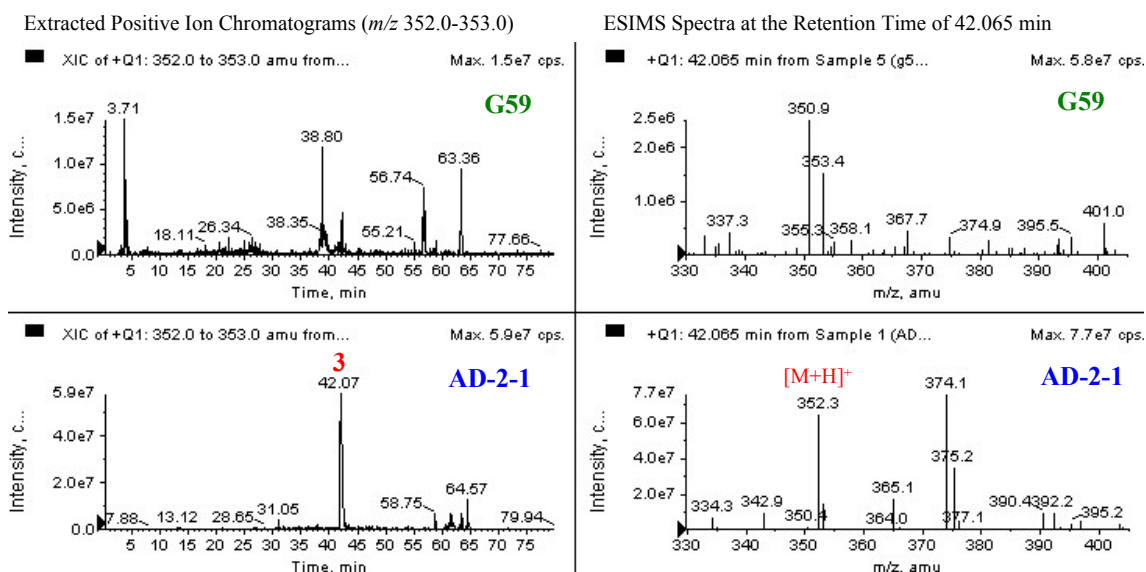 Extracted Positive Ion Chromatograms (m/z 352.0-353.0)
ESIMS Spectra at the Retention Time of 42.065 min
XIC of +Q1: 352.0 to 353.0 amu from...
Max. 1.5e7 cps.
G59
Intensity, c...
1.5e7
1.0e7
5.0e6
0.0
3.71
18.11
26.34
38.35
38.80
55.21
56.74
63.36
77.66
5 10 15 20 25 30 35 40 45 50 55 60 65 70 75
Time, min
+Q1: 42.065 min from Sample 5 (g5...
Max. 5.8e7 cps.
G59
Intensity, c...
2.5e6
2.0e6
1.0e6
337.3
350.9
353.4
355.3
358.1
367.7
374.9
395.5
401.0
330 340 350 360 370 380 390 400
m/z, amu
XIC of +Q1: 352.0 to 353.0 amu from...
Max. 5.9e7 cps.
3
AD-2-1
Intensity, c...
5.9e7
4.0e7
2.0e7
0.0
7.88
13.12
28.65
31.05
42.07
58.75
64.57
79.94
5 10 15 20 25 30 35 40 45 50 55 60 65 70 75
Time, min
+Q1: 42.065 min from Sample 1 (AD...
Max. 7.7e7 cps.
[M+H]+
AD-2-1
Intensity, c...
7.7e7
6.0e7
4.0e7
2.0e7
0.0
334.3
342.9
350.4
352.3
364.0
365.1
374.1
375.2
377.1
390.4
392.2
395.2
330 340 350 360 370 380 390 400
m/z, amu